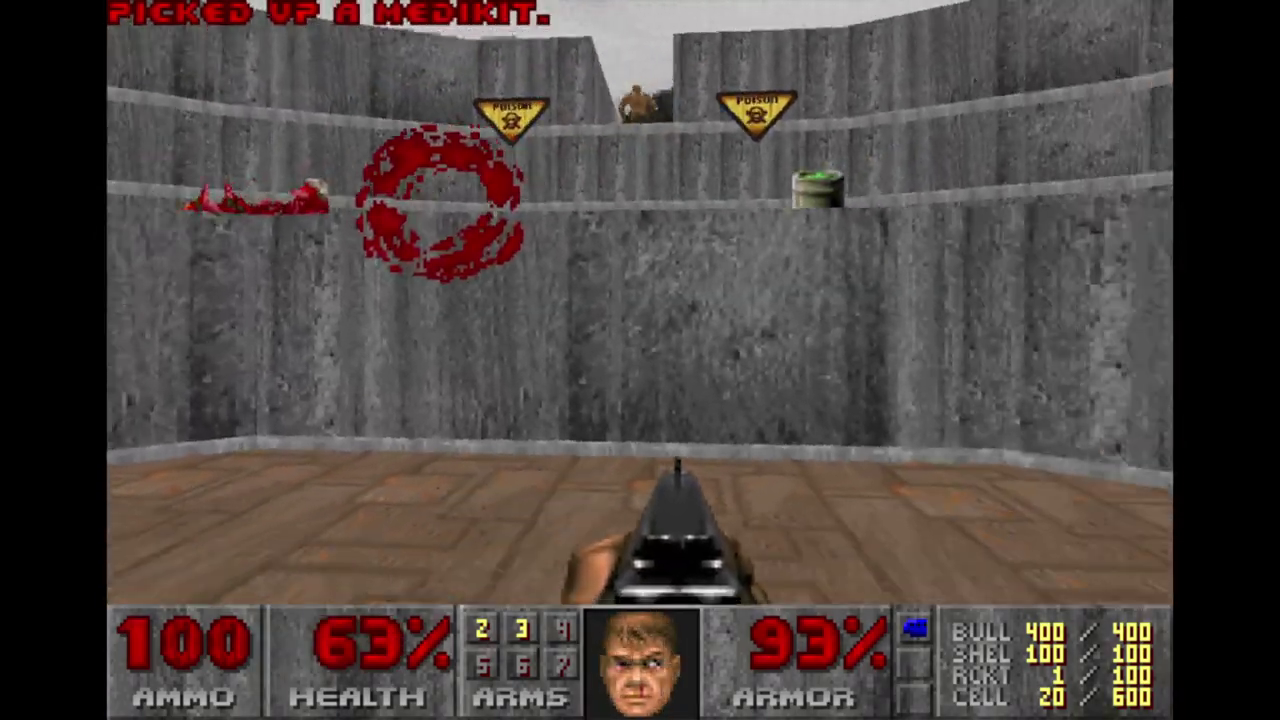 PICKED UP A MEDIKIT.
POISON
POISON
100
AMMO
63%
HEALTH
2 3 4
5 6 7
ARMS
93%
ARMOR
BULL 400 / 400
SHEL 100 / 100
RCKT 1 / 100
CELL 20 / 600